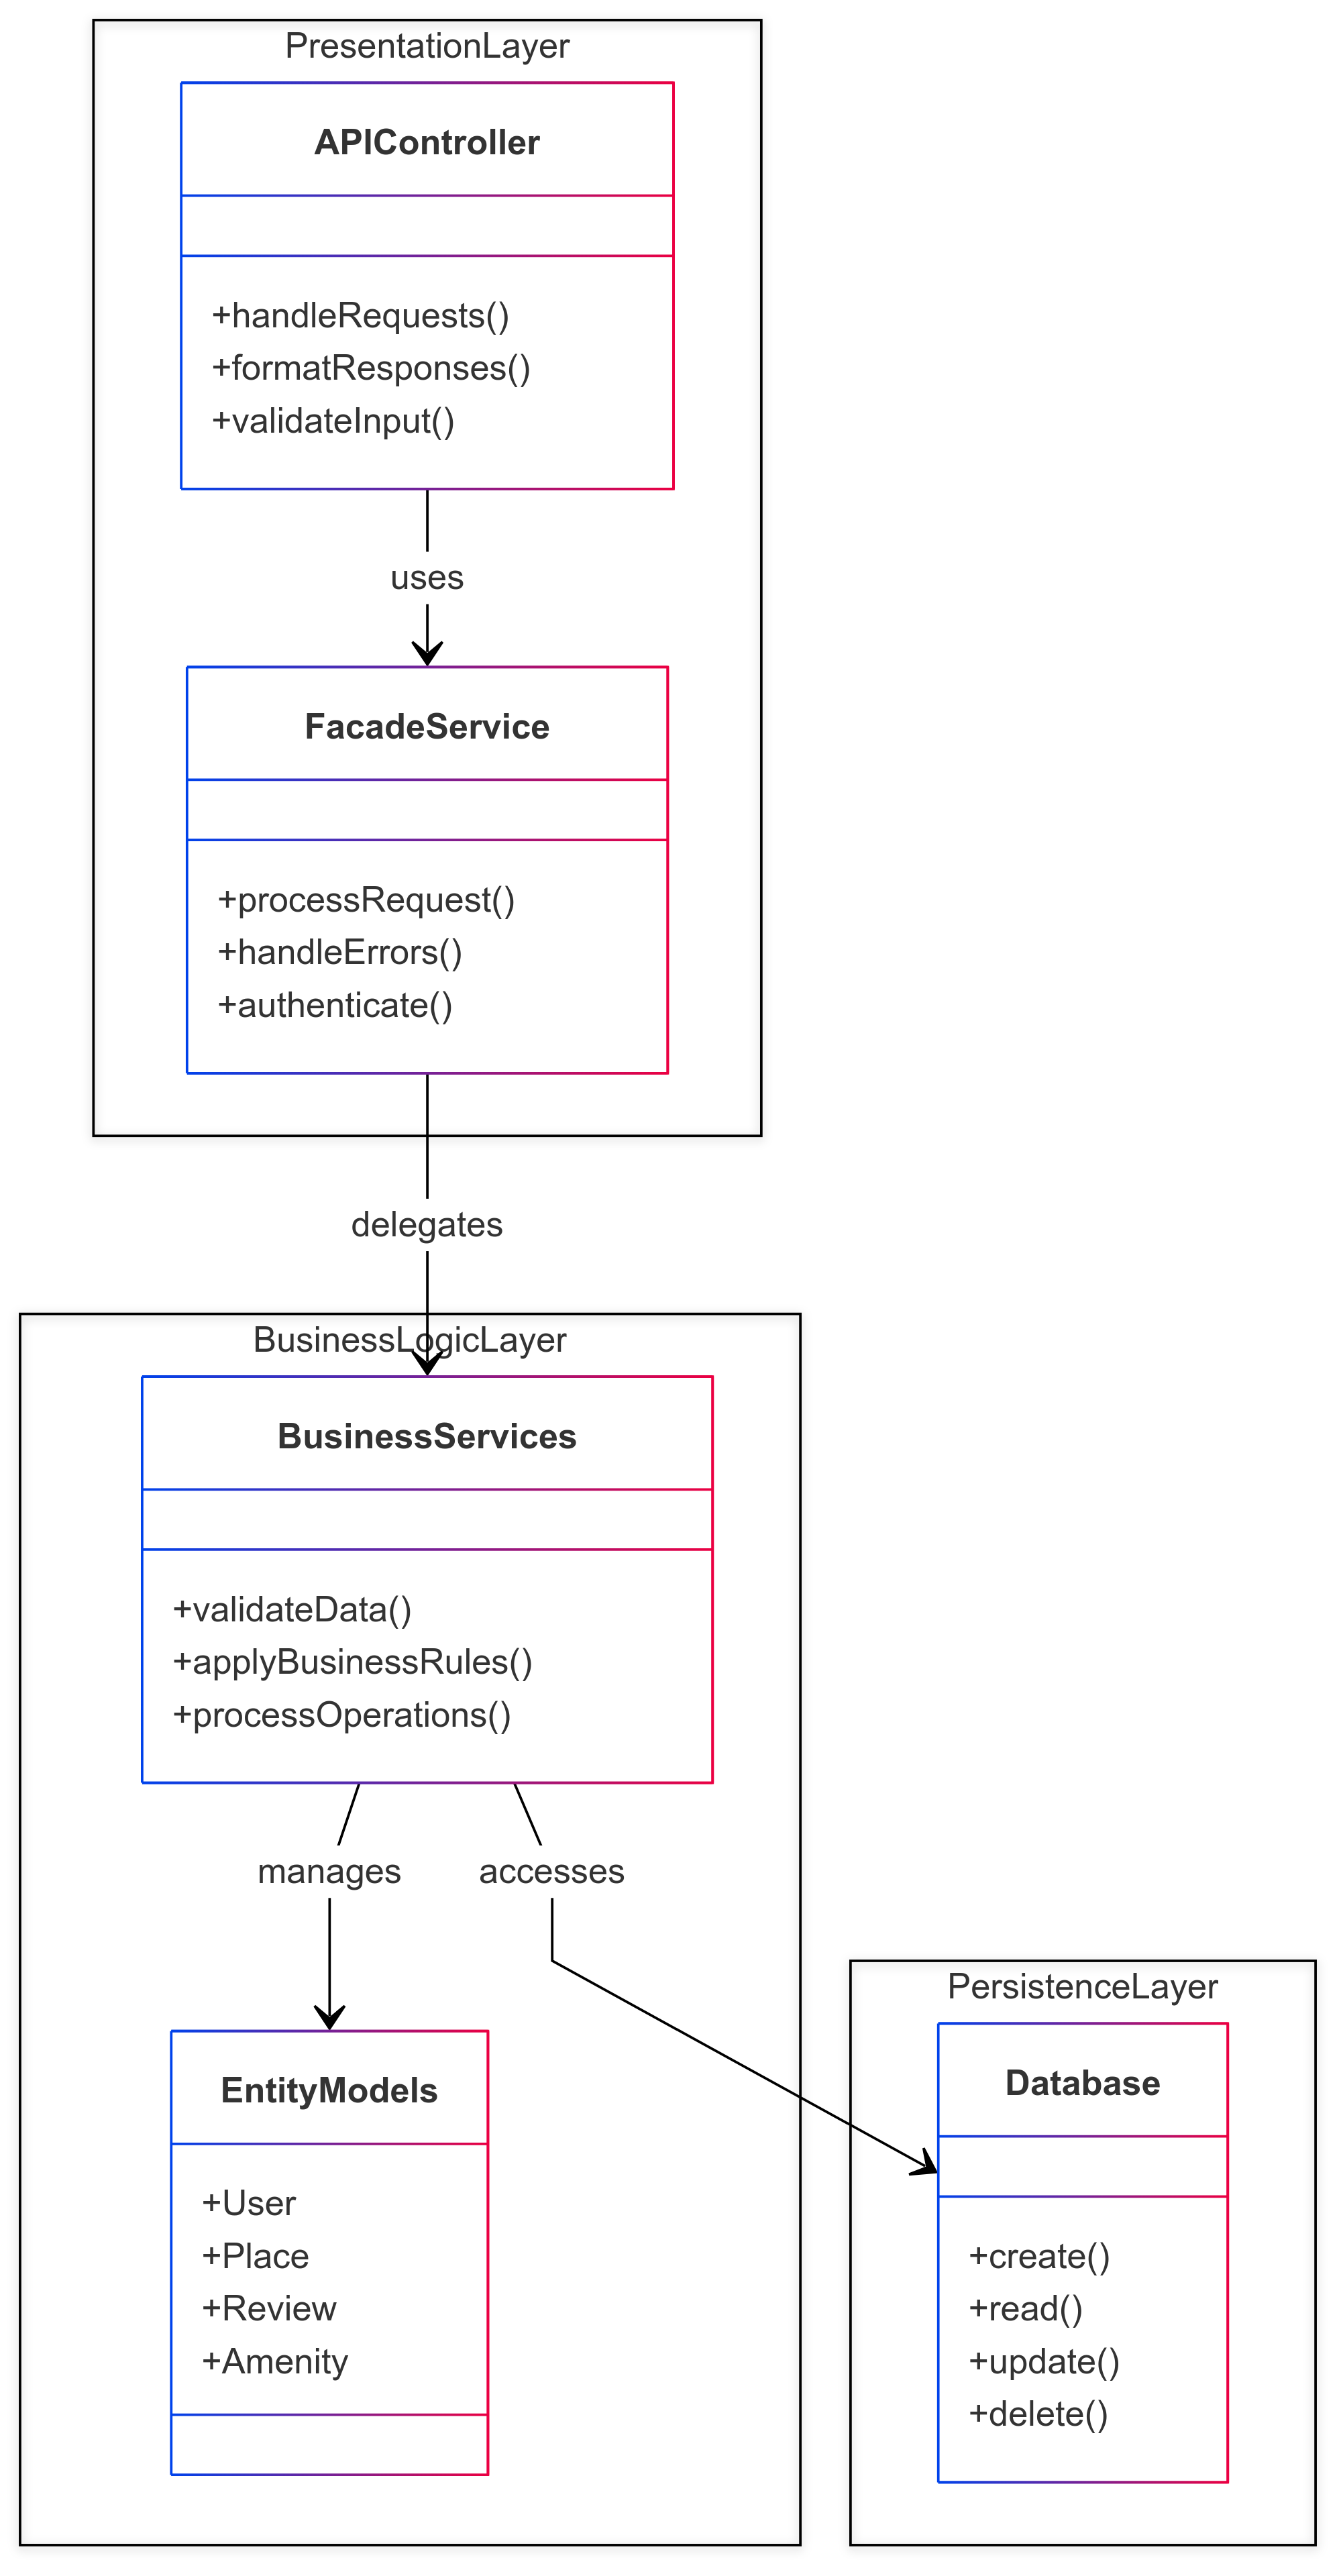 PresentationLayer
APIController
+handleRequests()
+formatResponses()
+validateInput()
uses
FacadeService
+processRequest()
+handleErrors()
+authenticate()
delegates
BusinessLogicLayer
BusinessServices
+validateData()
+applyBusinessRules()
+processOperations()
manages
accesses
EntityModels
+User
+Place
+Review
+Amenity
PersistenceLayer
Database
+create()
+read()
+update()
+delete()